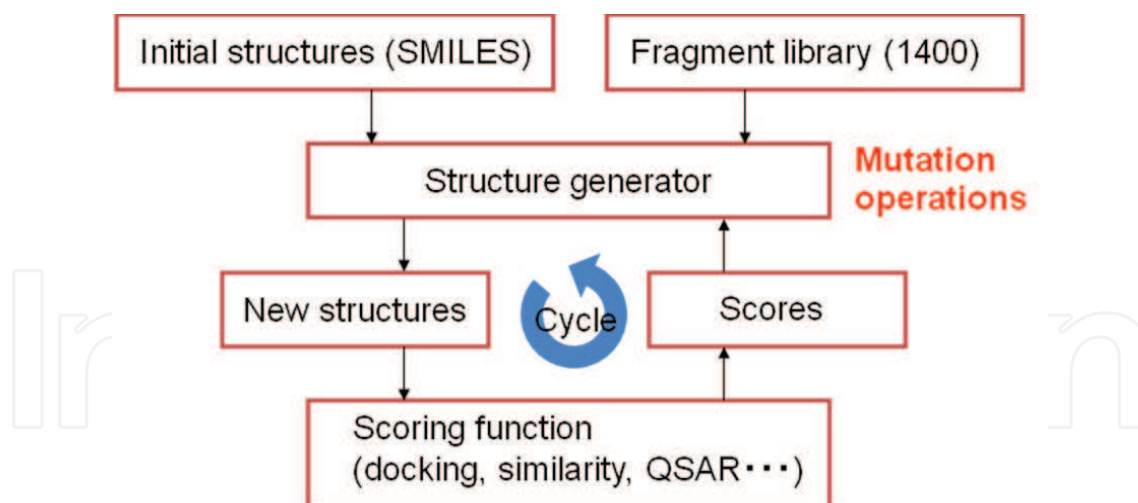 Initial structures (SMILES)
Fragment library (1400)
Structure generator
Mutation
operations
New structures
Cycle
Scores
Scoring function
(docking, similarity, QSAR・・・)